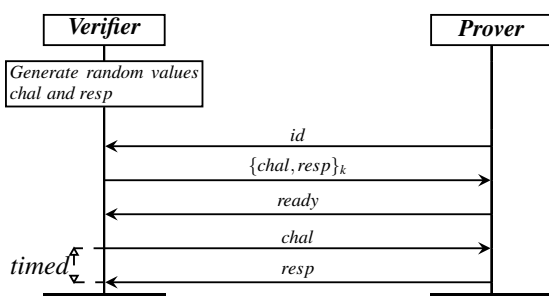 Verifier
Prover
Generate random values
chal and resp
id
{chal, resp}k
ready
chal
timed
resp